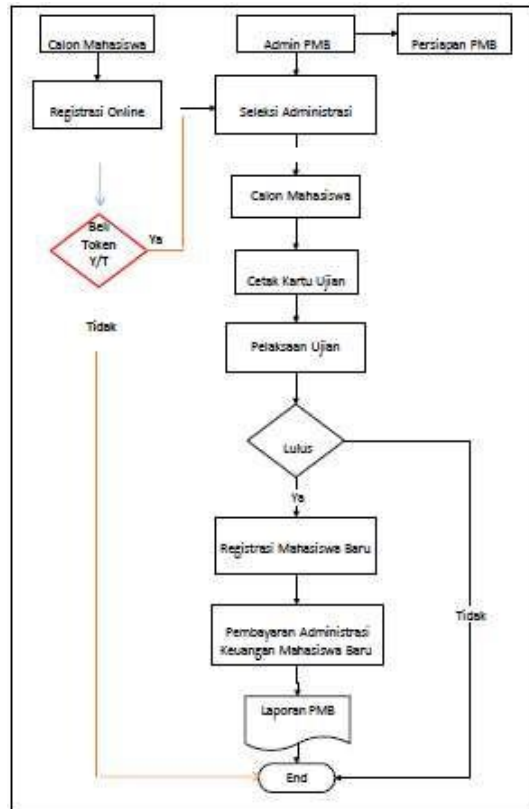 Calon Mahasiswa
Admin PMB
Persiapan PMB
Registrasi Online
Seleksi Administrasi
Calon Mahasiswa
Beli
Token
Y/T
Ya
Cetak Kartu Ujian
Tidak
Pelaksaan Ujian
Lulus
Ya
Registrasi Mahasiswa Baru
Tidak
Pembayaran Administrasi
Keuangan Mahasiswa Baru
Laporan PMB
End